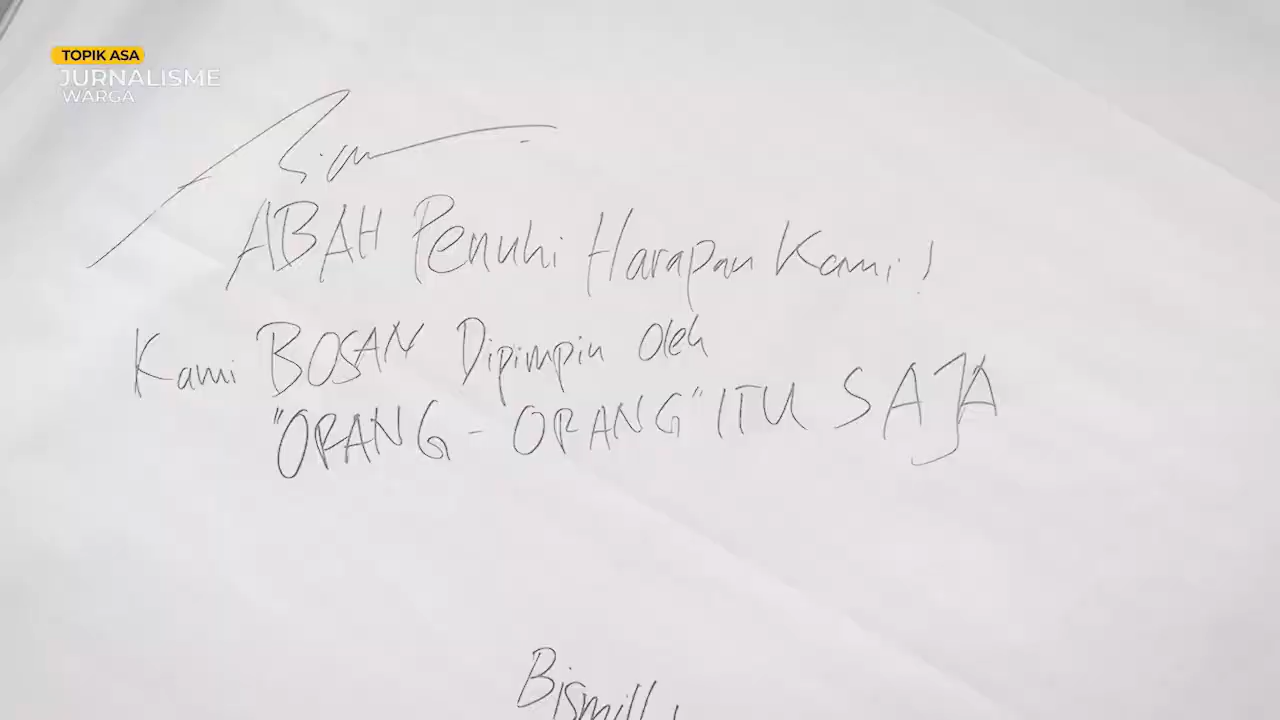 TOPIK ASA
JURNALISME
WARGA
ABAH Penuhi Harapan Kami!
Kami BOSAN Dipimpin Oleh
"ORANG-ORANG" ITU SAJA